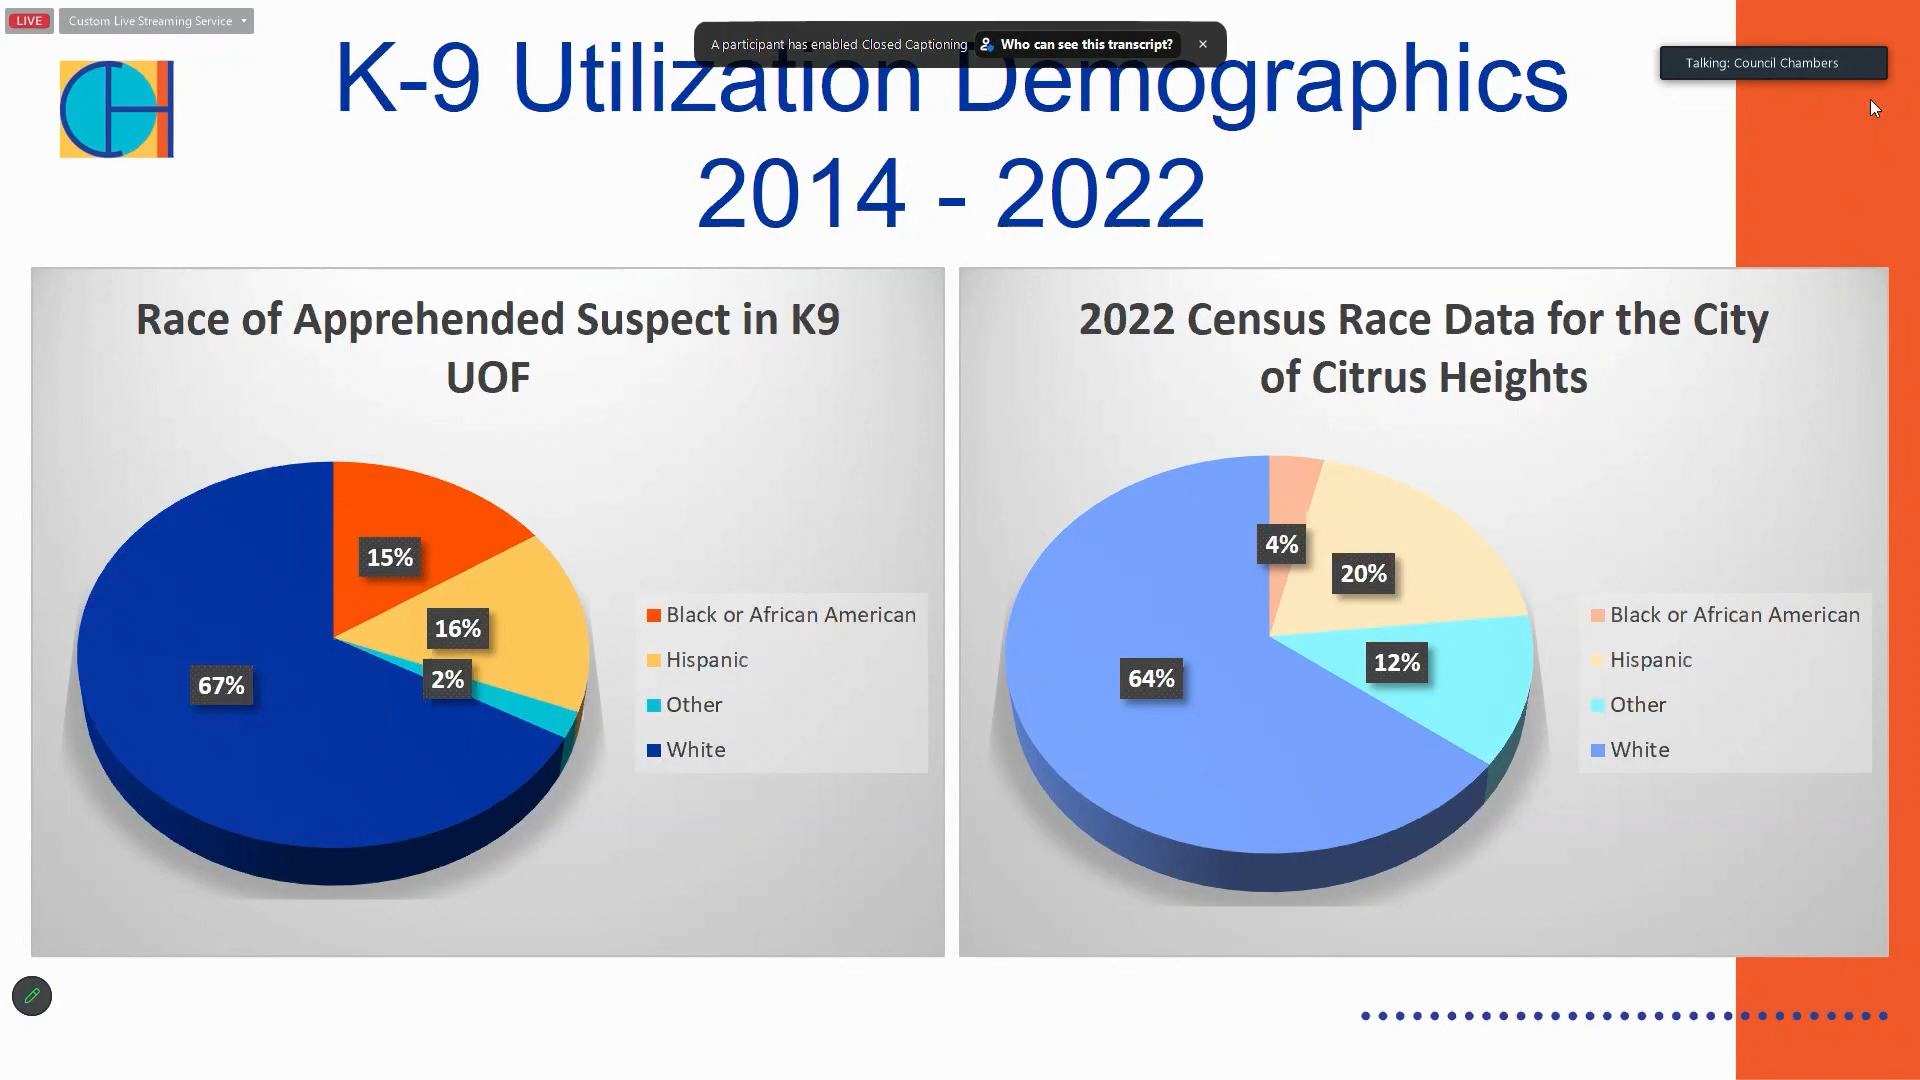 LIVE
Custom Live Streaming Service
A participant has enabled Closed Captioning
Who can see this transcript?
Talking: Council Chambers
CH
K-9 Utilization Demographics
2014 - 2022
Race of Apprehended Suspect in K9
UOF
15%
16%
2%
67%
Black or African American
Hispanic
Other
White
2022 Census Race Data for the City
of Citrus Heights
4%
20%
12%
64%
Black or African American
Hispanic
Other
White